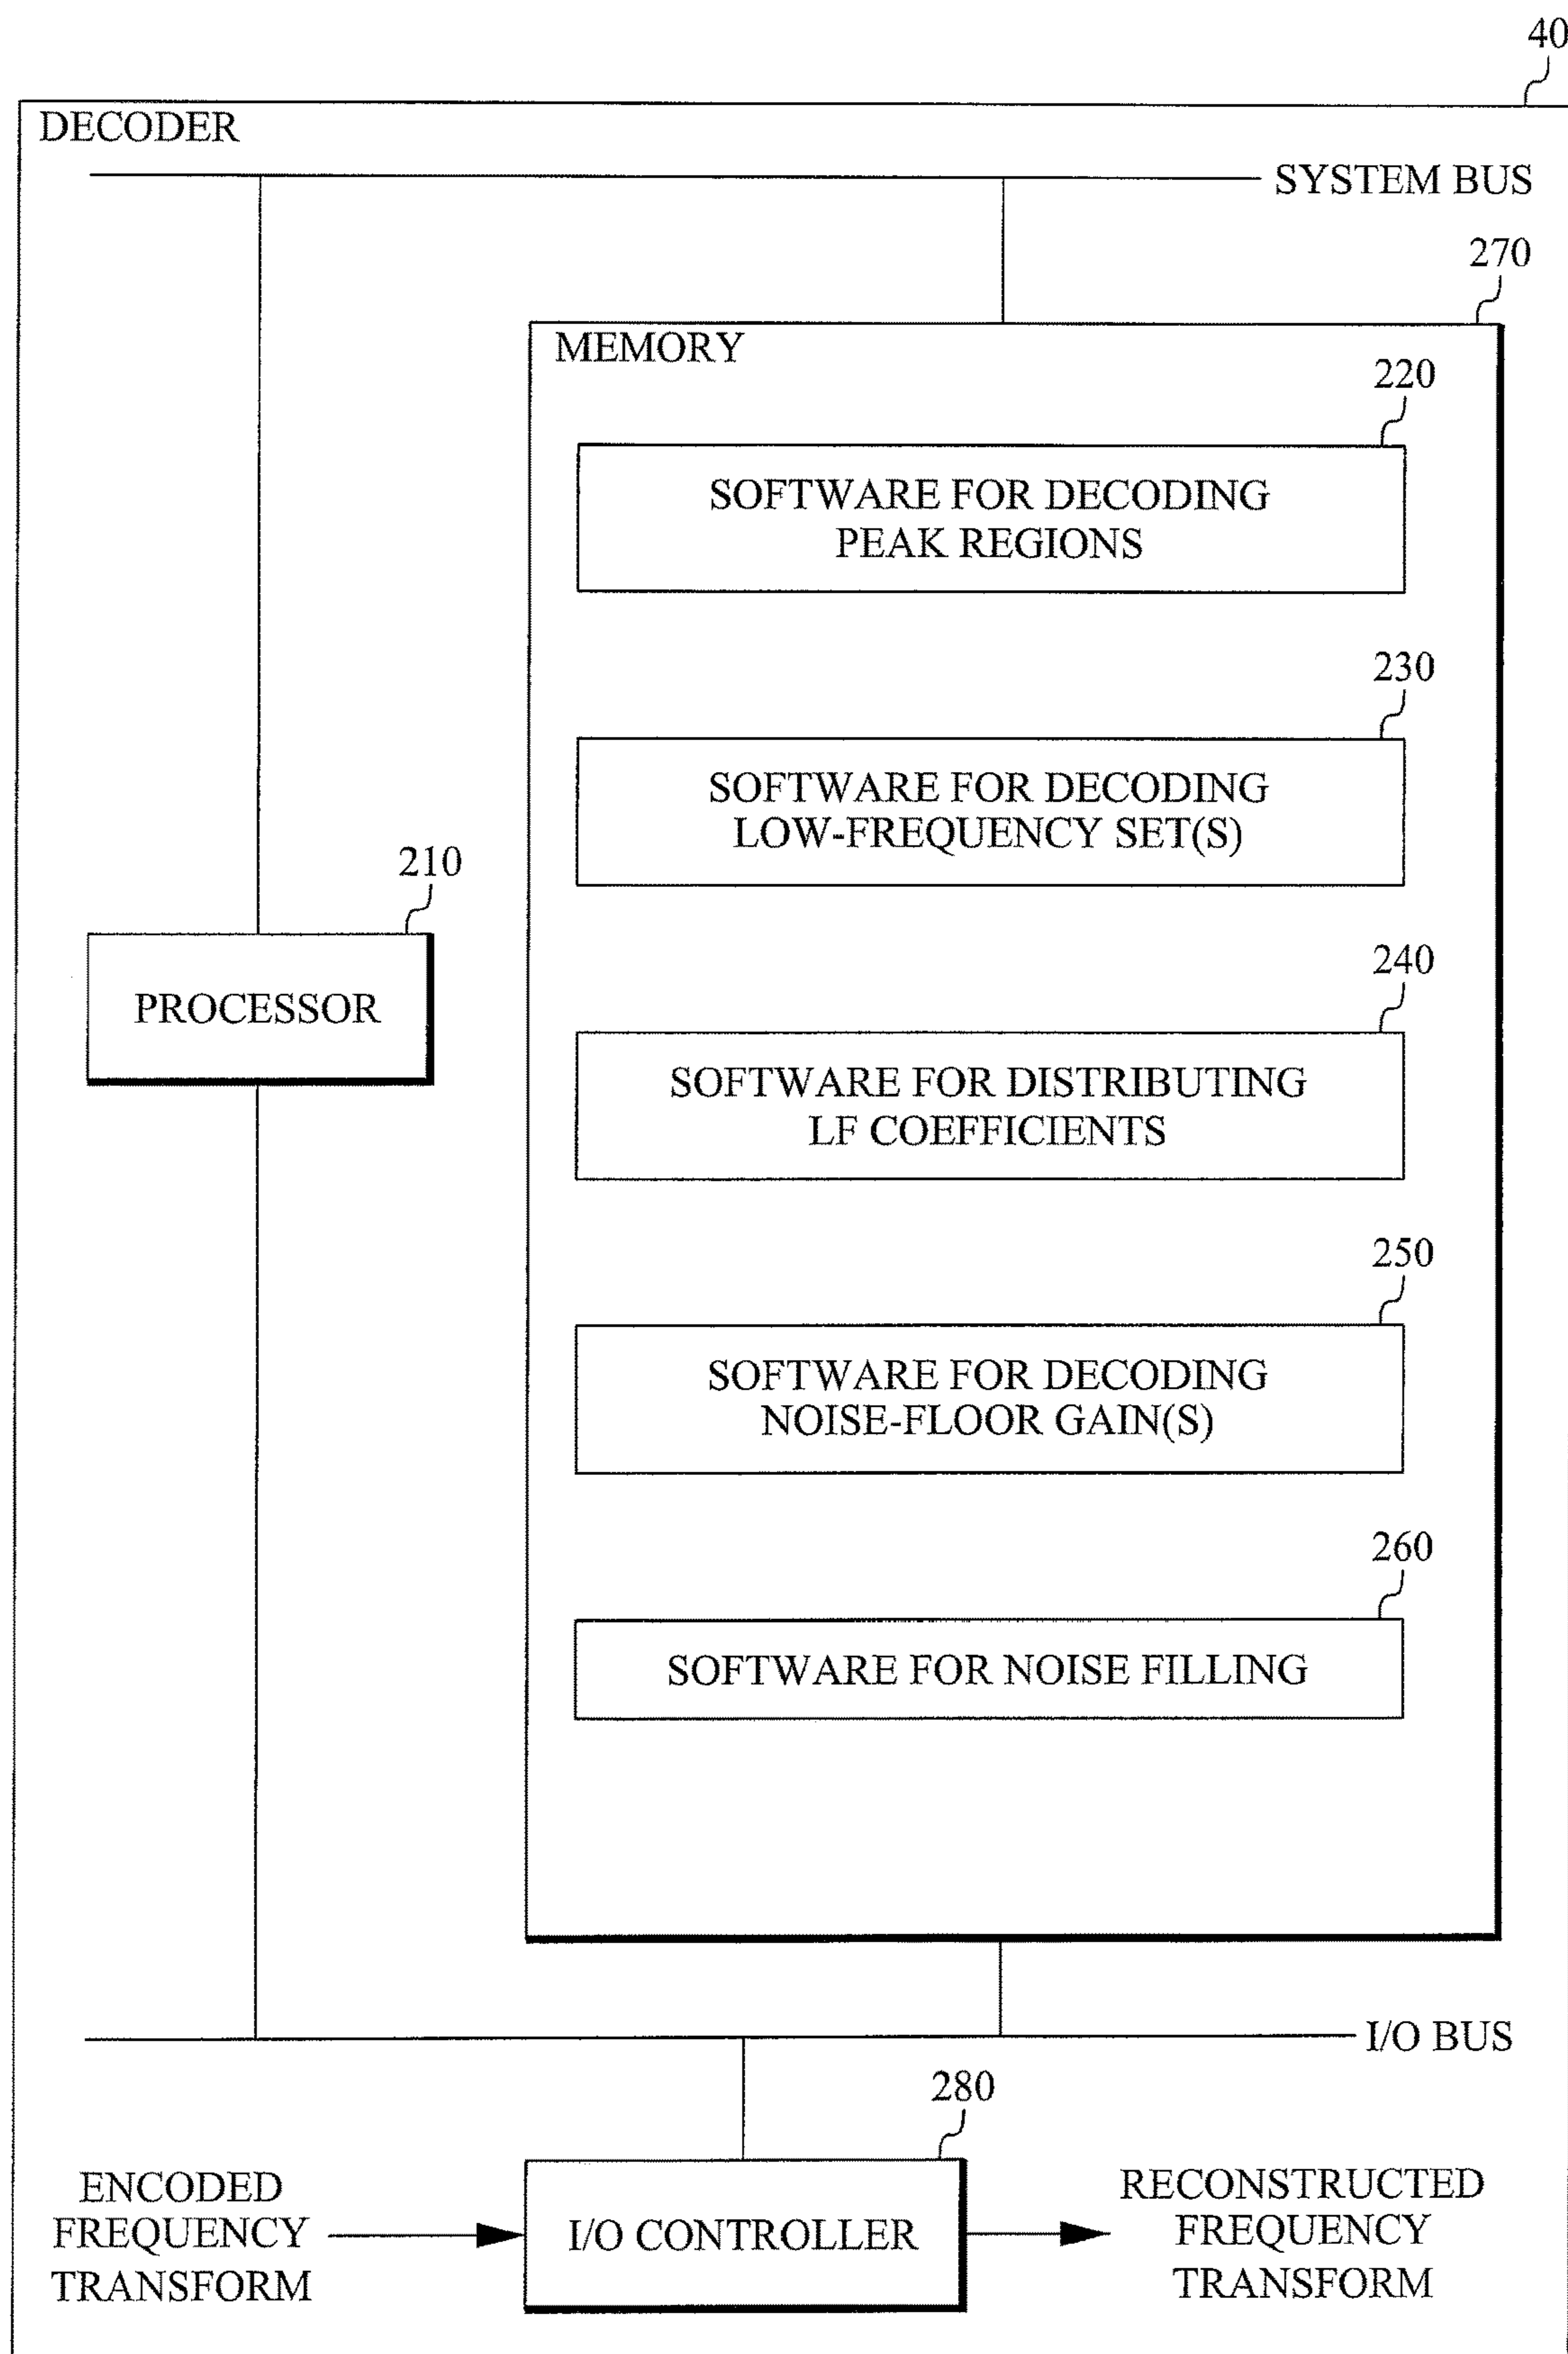 40
DECODER
SYSTEM BUS
270
MEMORY
220
SOFTWARE FOR DECODING
PEAK REGIONS
230
SOFTWARE FOR DECODING
LOW-FREQUENCY SET(S)
210
PROCESSOR
240
SOFTWARE FOR DISTRIBUTING
LF COEFFICIENTS
250
SOFTWARE FOR DECODING
NOISE-FLOOR GAIN(S)
260
SOFTWARE FOR NOISE FILLING
I/O BUS
280
ENCODED
FREQUENCY
TRANSFORM
I/O CONTROLLER
RECONSTRUCTED
FREQUENCY
TRANSFORM